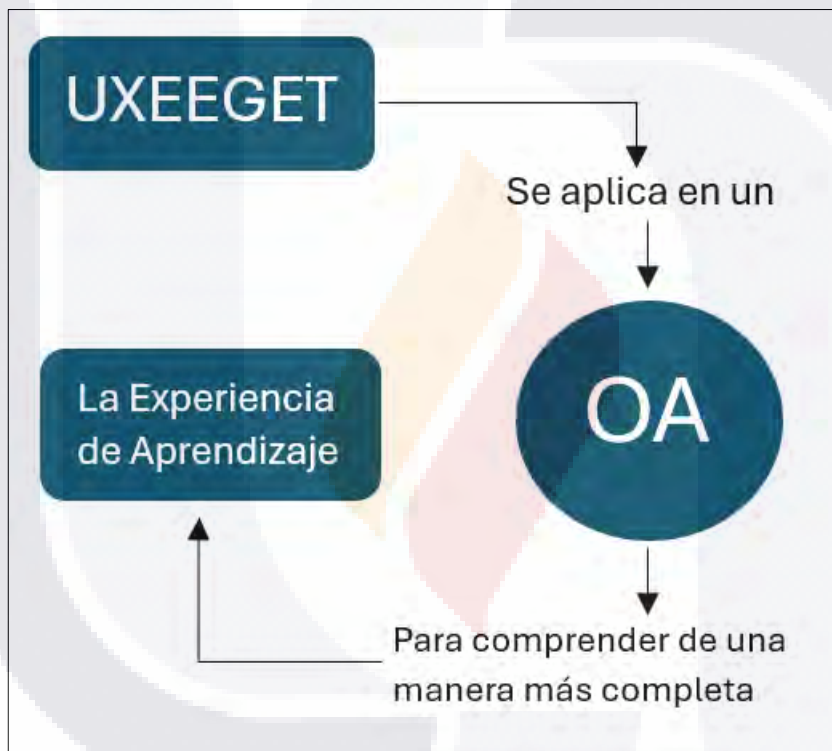 UXEEGET
Se aplica en un
OA
Para comprender de una
manera más completa
La Experiencia
de Aprendizaje